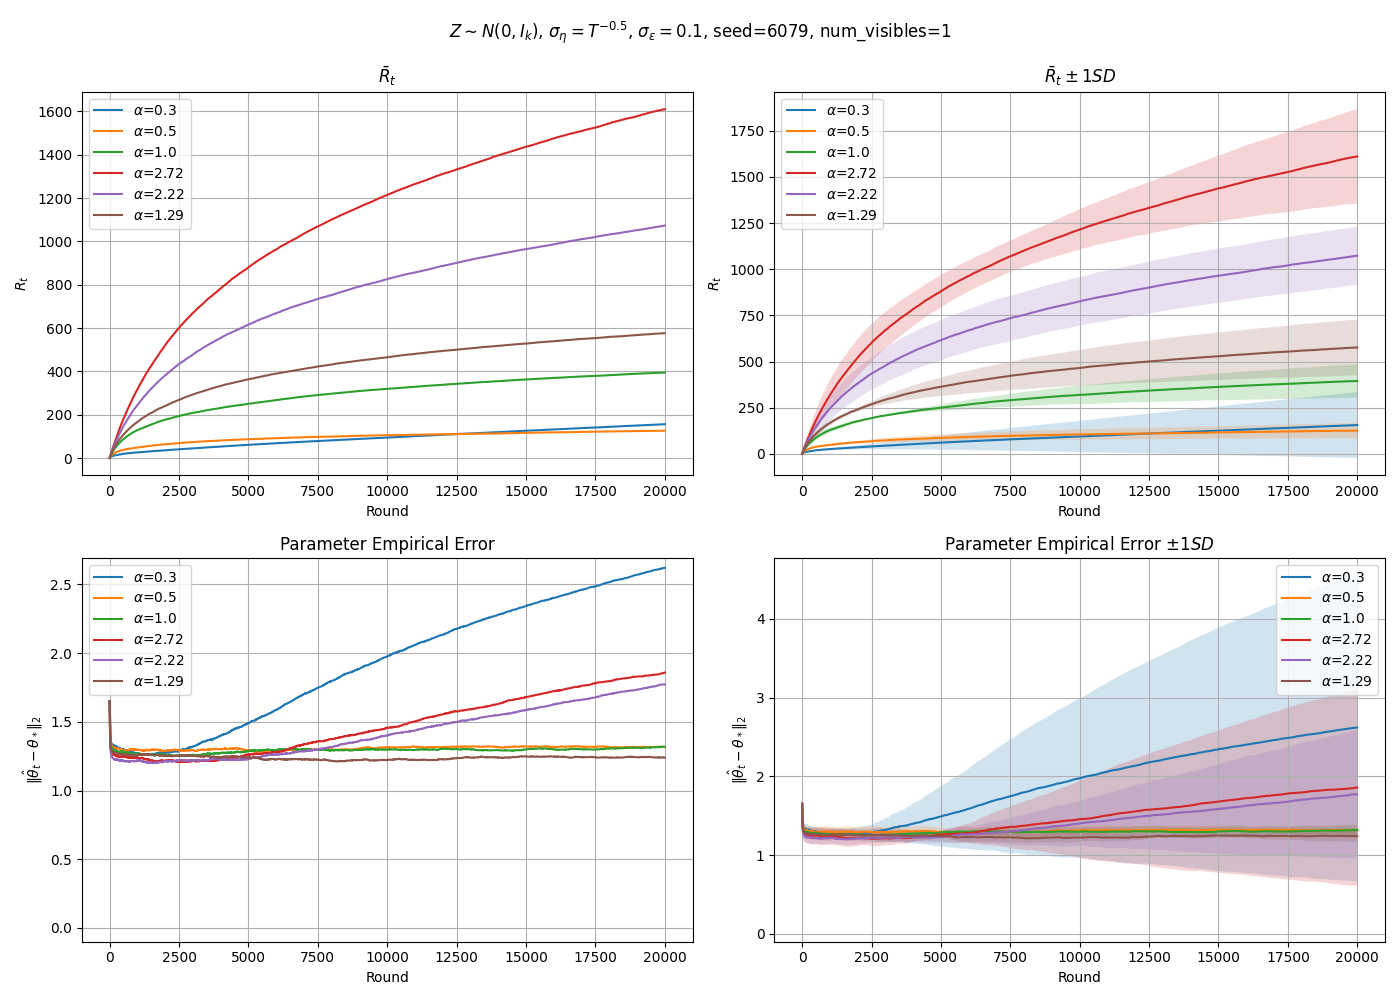 Z ∼ N(0, I_k), σ_η = T^{−0.5}, σ_ε = 0.1, seed=6079, num_visibles=1
R̄_t
R_t
1600
1400
1200
1000
800
600
400
200
0
α=0.3
α=0.5
α=1.0
α=2.72
α=2.22
α=1.29
0 2500 5000 7500 10000 12500 15000 17500 20000
Round
R̄_t ± 1SD
R_t
1750
1500
1250
1000
750
500
250
0
α=0.3
α=0.5
α=1.0
α=2.72
α=2.22
α=1.29
0 2500 5000 7500 10000 12500 15000 17500 20000
Round
Parameter Empirical Error
‖θ̂_t − θ_*‖_2
2.5
2.0
1.5
1.0
0.5
0.0
α=0.3
α=0.5
α=1.0
α=2.72
α=2.22
α=1.29
0 2500 5000 7500 10000 12500 15000 17500 20000
Round
Parameter Empirical Error ±1SD
‖θ̂_t − θ_*‖_2
4
3
2
1
0
α=0.3
α=0.5
α=1.0
α=2.72
α=2.22
α=1.29
0 2500 5000 7500 10000 12500 15000 17500 20000
Round